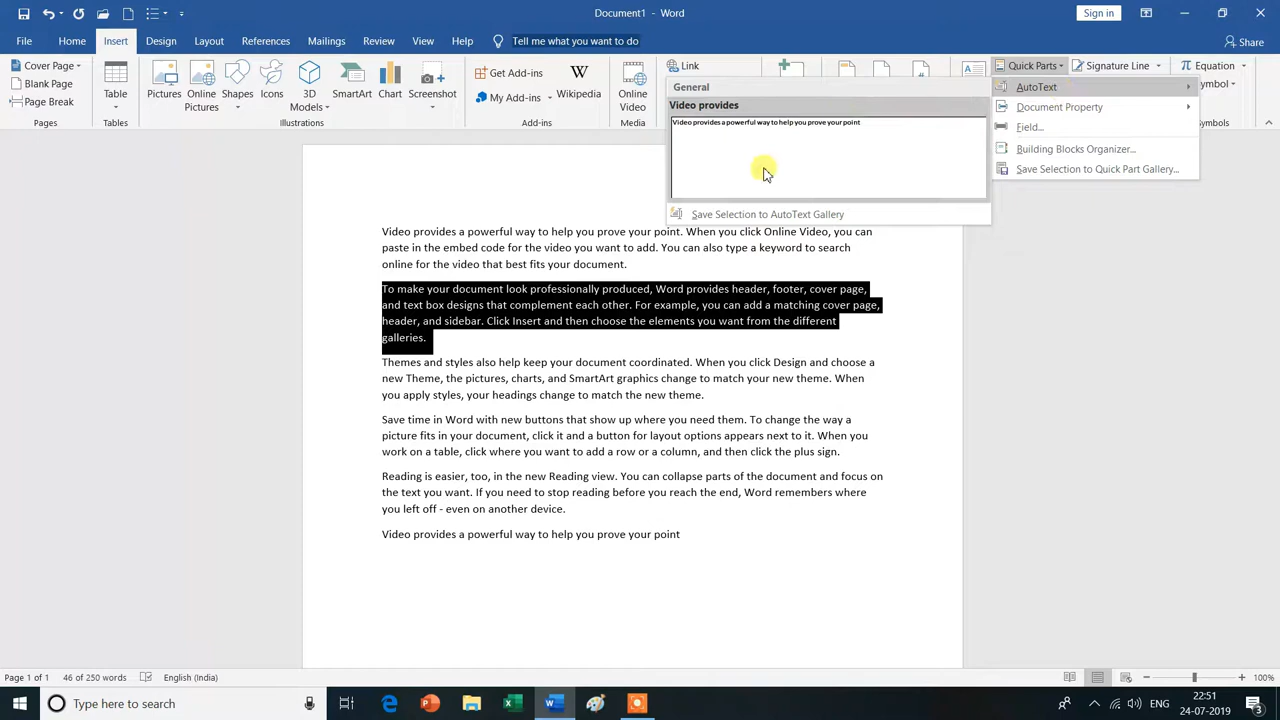 Document1 - Word
Sign in
File Home Insert Design Layout References Mailings Review View Help Tell me what you want to do Share
Cover Page
Blank Page
Page Break
Pages
Table
Tables
Pictures
Online Pictures
Shapes
Icons
3D Models
SmartArt
Chart
Screenshot
Illustrations
Get Add-ins
My Add-ins
Wikipedia
Add-ins
Online Video
Media
Link
Quick Parts
Signature Line
Equation
Symbol
Symbols
General
Video provides
Video provides a powerful way to help you prove your point
Save Selection to AutoText Gallery
AutoText
Document Property
Field...
Building Blocks Organizer...
Save Selection to Quick Part Gallery...
Video provides a powerful way to help you prove your point. When you click Online Video, you can
paste in the embed code for the video you want to add. You can also type a keyword to search
online for the video that best fits your document.
To make your document look professionally produced, Word provides header, footer, cover page,
and text box designs that complement each other. For example, you can add a matching cover page,
header, and sidebar. Click Insert and then choose the elements you want from the different
galleries.
Themes and styles also help keep your document coordinated. When you click Design and choose a
new Theme, the pictures, charts, and SmartArt graphics change to match your new theme. When
you apply styles, your headings change to match the new theme.
Save time in Word with new buttons that show up where you need them. To change the way a
picture fits in your document, click it and a button for layout options appears next to it. When you
work on a table, click where you want to add a row or a column, and then click the plus sign.
Reading is easier, too, in the new Reading view. You can collapse parts of the document and focus on
the text you want. If you need to stop reading before you reach the end, Word remembers where
you left off - even on another device.
Video provides a powerful way to help you prove your point
Page 1 of 1 46 of 250 words English (India) 100%
Type here to search
ENG
22:51
24-07-2019
3